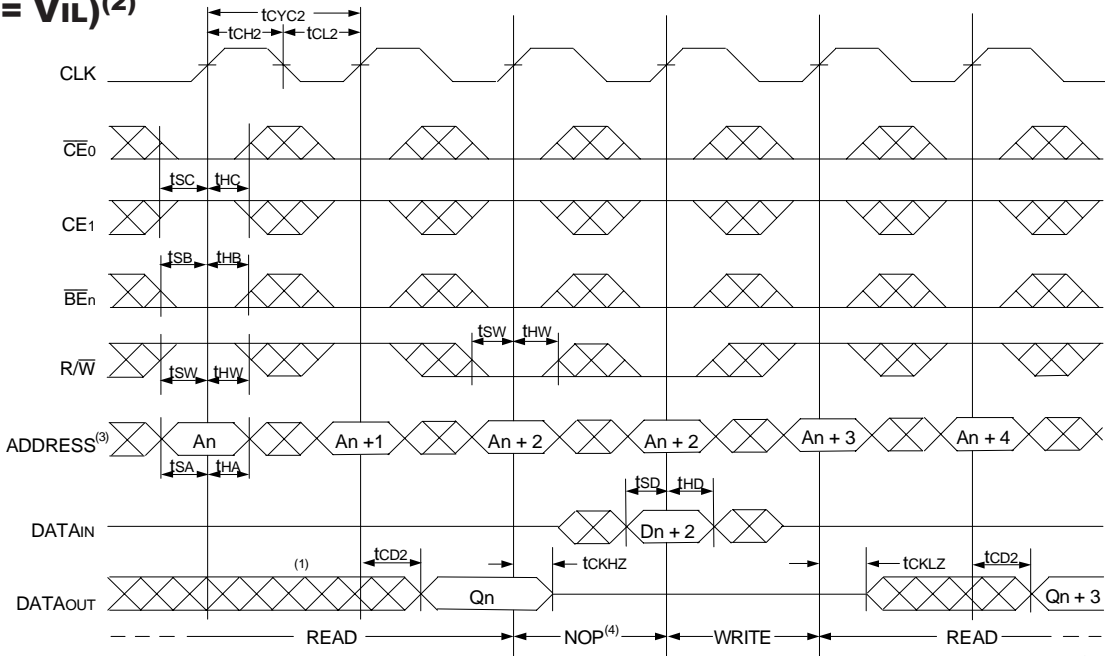 = VIL)(2)
tCYC2
tCH2 tCL2
CLK
CE0
tSC tHC
CE1
tSB tHB
BEn
tSW tHW
R/W
tSW tHW
ADDRESS(3) An An +1 An + 2 An + 2 An + 3 An + 4
tSA tHA
tSD tHD
DATAIN Dn + 2
(1) tCD2 tCKHZ tCKLZ tCD2
DATAOUT Qn Qn + 3
READ NOP(4) WRITE READ